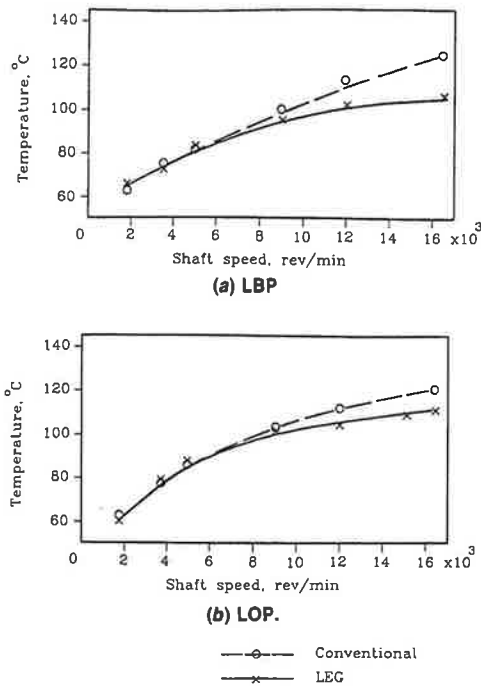 Temperature, °C
140
120
100
80
60
0 2 4 6 8 10 12 14 16 x10³
Shaft speed, rev/min
(a) LBP
Temperature, °C
140
120
100
80
60
0 2 4 6 8 10 12 14 16 x10³
Shaft speed, rev/min
(b) LOP.
Conventional
LEG